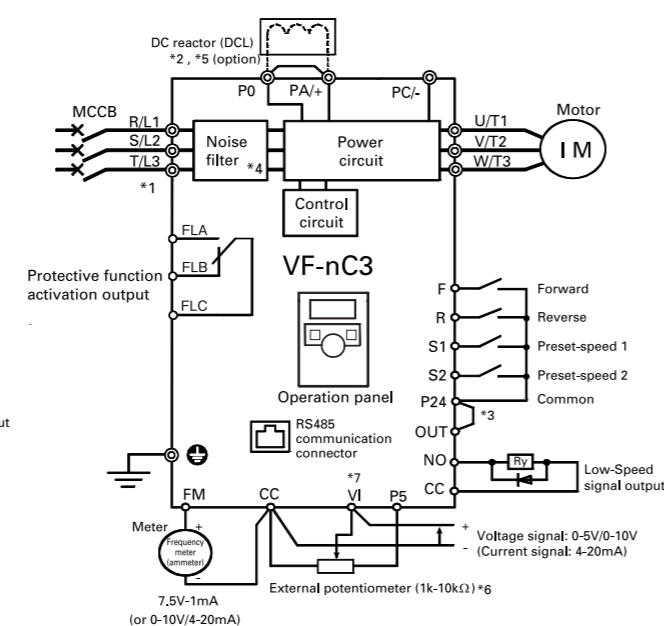 DC reactor (DCL)
*2 , *5 (option)
P0 PA/+ PC/-
MCCB
R/L1
S/L2
T/L3
*1
Noise
filter
*4
Power
circuit
Control
circuit
U/T1
V/T2
W/T3
Motor
IM
FLA
FLB
FLC
Protective function
activation output
VF-nC3
Operation panel
RS485
communication
connector
F Forward
R Reverse
S1 Preset-speed 1
S2 Preset-speed 2
P24 Common
*3
OUT
NO Ry
CC
Low-Speed
signal output
ut
FM CC VI P5
*7
Meter
+
Frequency
meter
(ammeter)
-
7.5V-1mA
(or 0-10V/4-20mA)
External potentiometer (1k-10kΩ) *6
+
-
Voltage signal: 0-5V/0-10V
(Current signal: 4-20mA)